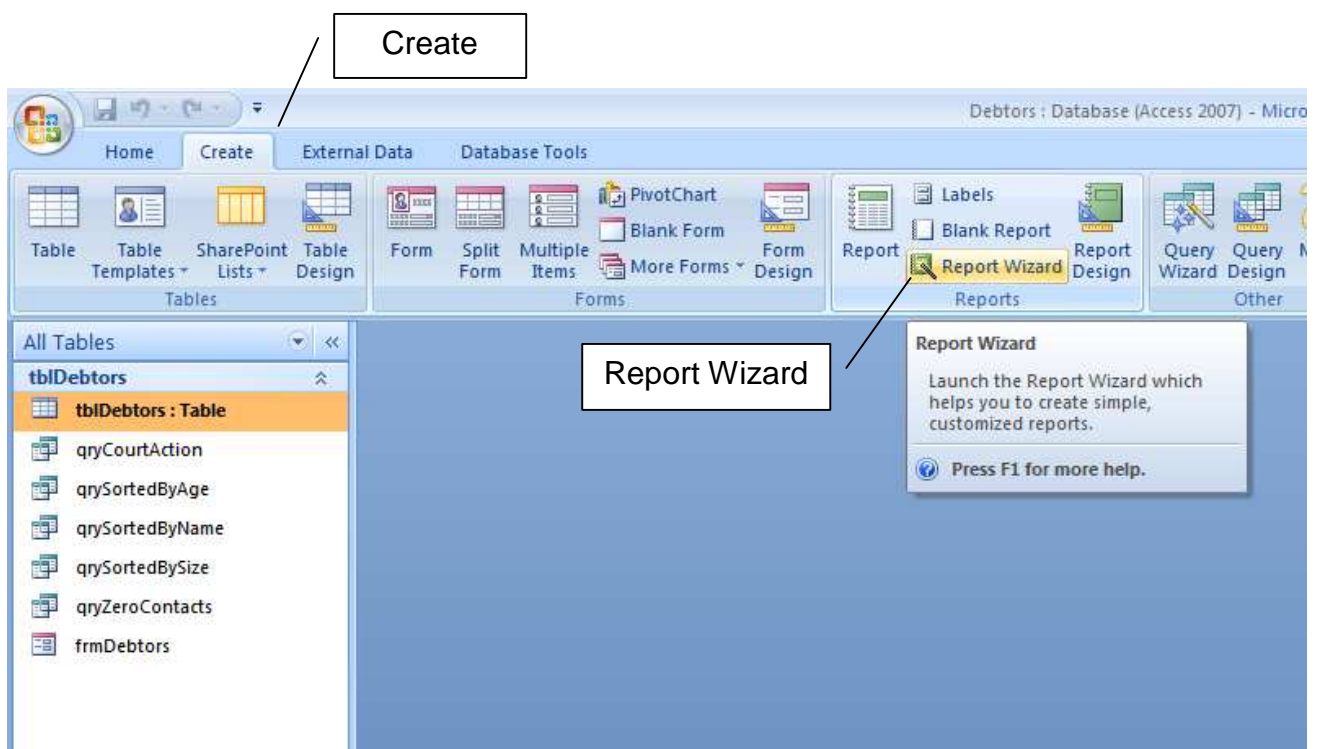 Create
Debtors : Database (Access 2007) - Micro
Home Create External Data Database Tools
Table
Table Templates
SharePoint Lists
Table Design
Tables
Form
Split Form
Multiple Items
PivotChart
Blank Form
More Forms
Form Design
Forms
Report
Labels
Blank Report
Report Wizard
Report Design
Reports
Query Wizard
Query Design
M
Other
All Tables
tblDebtors
tblDebtors : Table
qryCourtAction
qrySortedByAge
qrySortedByName
qrySortedBySize
qryZeroContacts
frmDebtors
Report Wizard
Report Wizard
Launch the Report Wizard which
helps you to create simple,
customized reports.
Press F1 for more help.